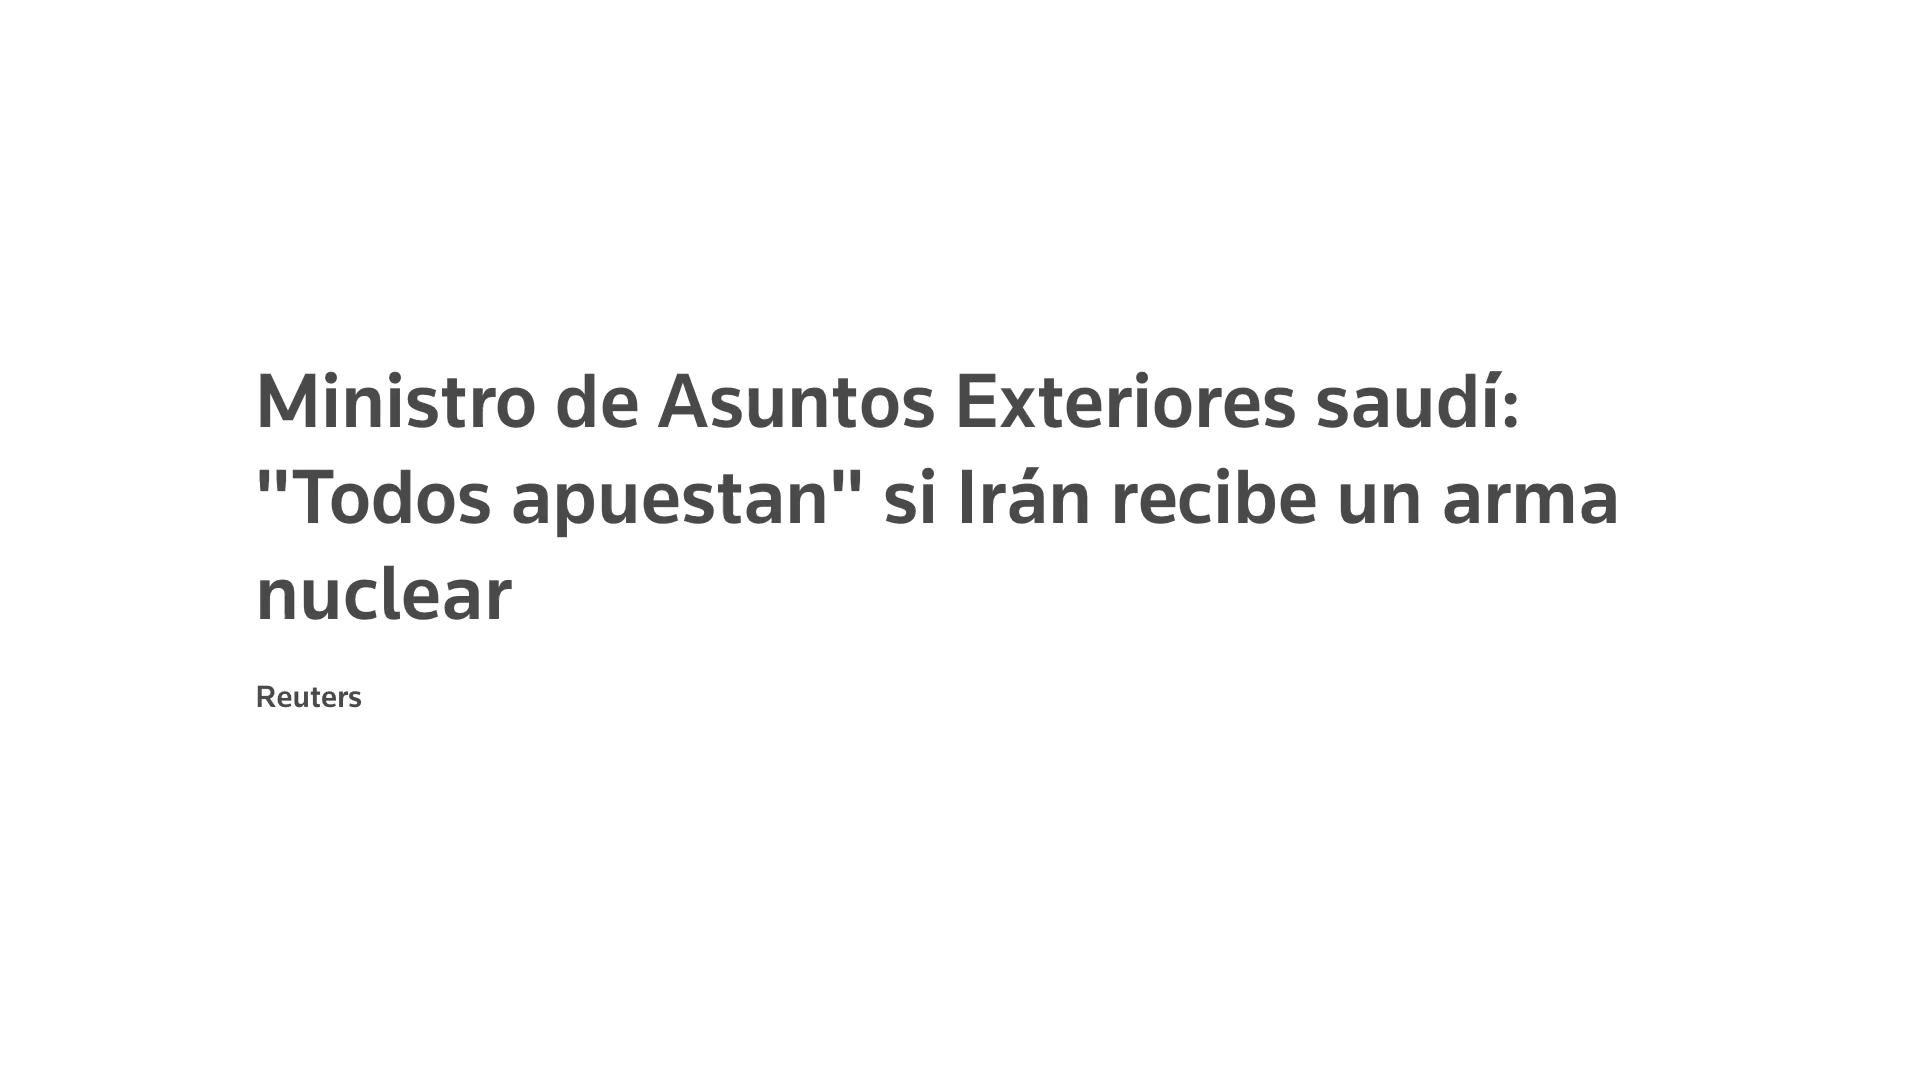 Ministro de Asuntos Exteriores saudí:
"Todos apuestan" si Irán recibe un arma
nuclear
Reuters